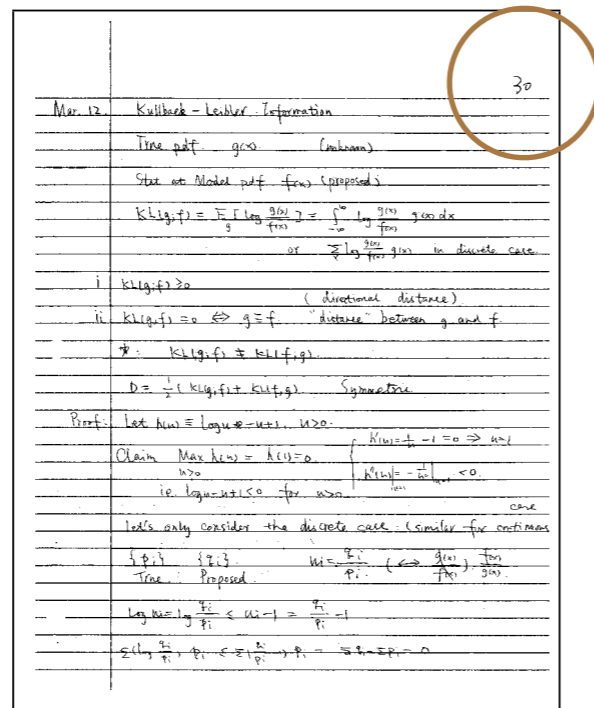 30
Mar. 12. Kullback - Leibler Information
True pdf g(x) (unknown)
Stat at Model pdf f(x) (proposed)
KL(g;f) = E_g [log g(x)/f(x)] = ∫_{-∞}^{∞} log g(x)/f(x) g(x) dx
or Σ_x log g(x)/f(x) g(x) in discrete case
i KL(g;f) ≥ 0
(directional distance)
ii KL(g,f) = 0 ⇔ g ≡ f. "distance" between g and f.
*: KL(g;f) ≠ KL(f,g).
D = 1/2 ( KL(g,f) + KL(f,g) Symmetric
Proof: Let h(u) ≡ log u - u + 1. u>0.
h'(u) = 1/u - 1 = 0 ⇒ u=1
Claim Max_{u>0} h(u) = h(1) = 0.
h''(u)|_{u=1} = -1/u²|_{u=1} < 0.
i.e. log u - u + 1 ≤ 0 for u>0
case
Let's only consider the discrete case. (similar for continuous
{p_i} {q_i}. u_i = q_i/p_i (⇔ g(x)/f(x)). f(x)/g(x).
True Proposed.
log u_i = log q_i/p_i ≤ u_i - 1 = q_i/p_i - 1
Σ(log q_i/p_i) p_i ≤ Σ(q_i/p_i - 1) p_i = Σq_i - Σp_i = 0